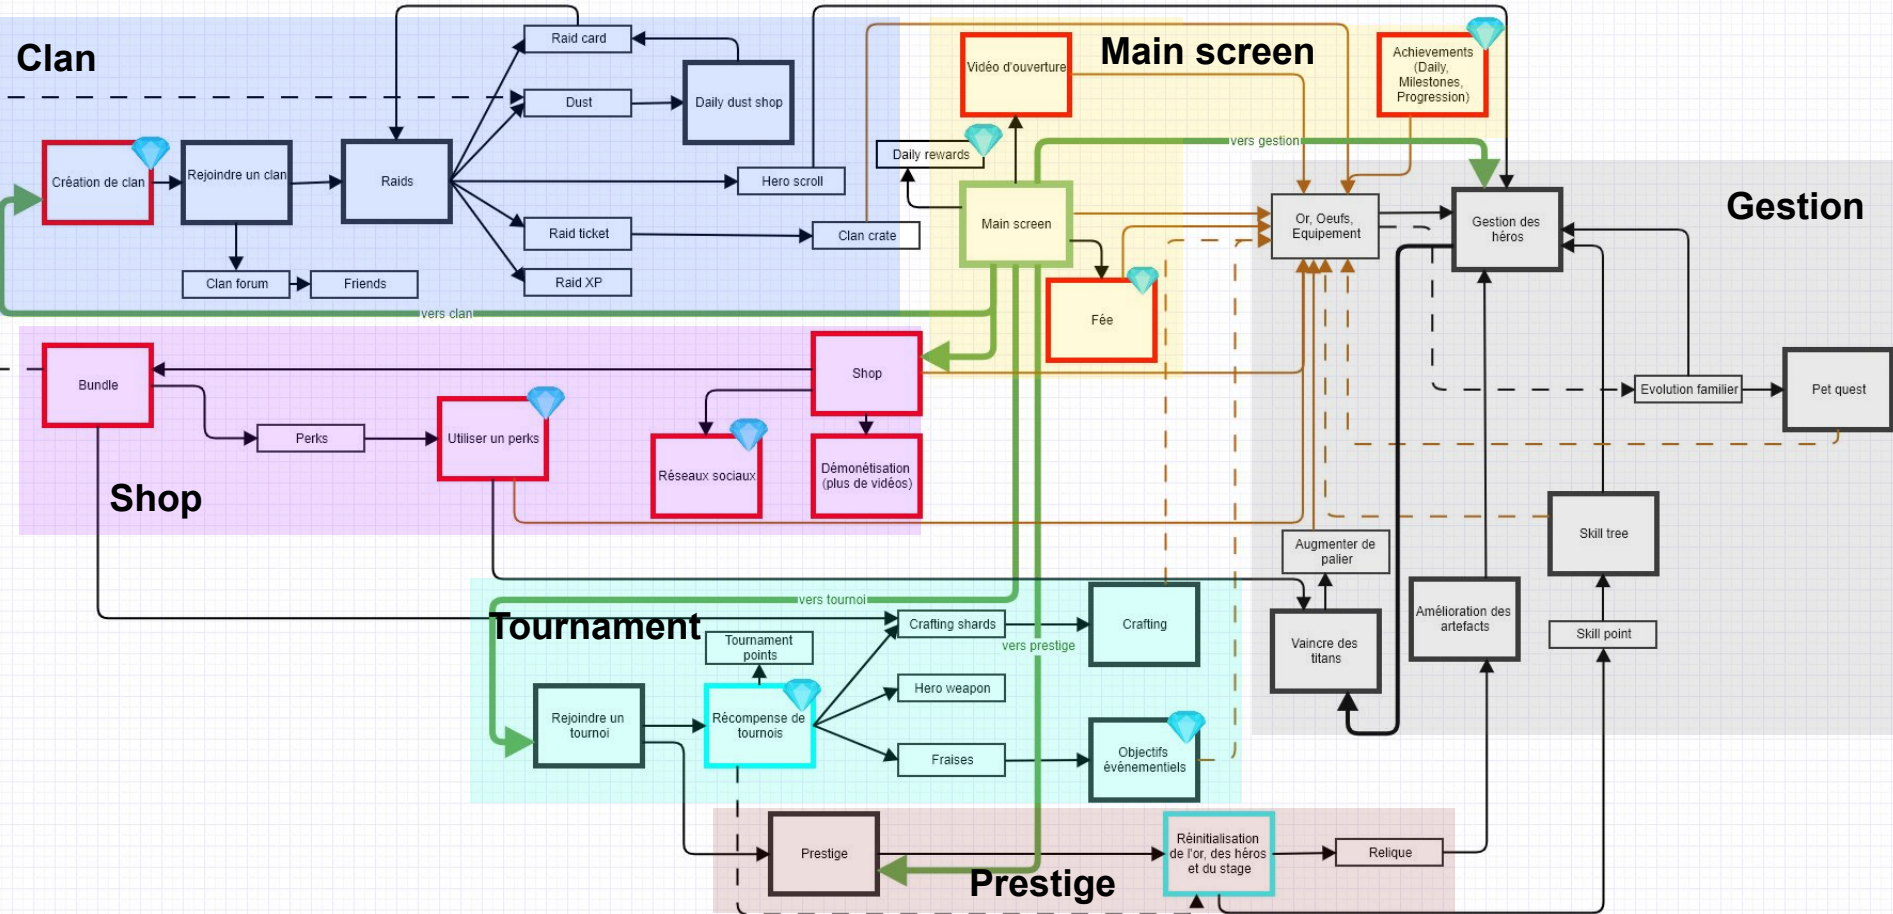 Clan
Raid card
Dust
Daily dust shop
Création de clan
Rejoindre un clan
Raids
Hero scroll
Raid ticket
Clan crate
Clan forum
Friends
Raid XP
vers clan
Main screen
Vidéo d'ouverture
Achievements
(Daily,
Milestones,
Progression)
Daily rewards
vers gestion
Main screen
Fée
Gestion
Or, Oeufs,
Equipement
Gestion des
héros
Evolution familier
Pet quest
Skill tree
Augmenter de
palier
Vaincre des
titans
Amélioration des
artefacts
Skill point
Shop
Bundle
Perks
Utiliser un perks
Shop
Réseaux sociaux
Démonétisation
(plus de vidéos)
Tournament
vers tournoi
Tournament
points
Crafting shards
Crafting
vers prestige
Hero weapon
Rejoindre un
tournoi
Récompense de
tournois
Fraises
Objectifs
événementiels
Prestige
Prestige
Réinitialisation
de l'or, des héros
et du stage
Relique